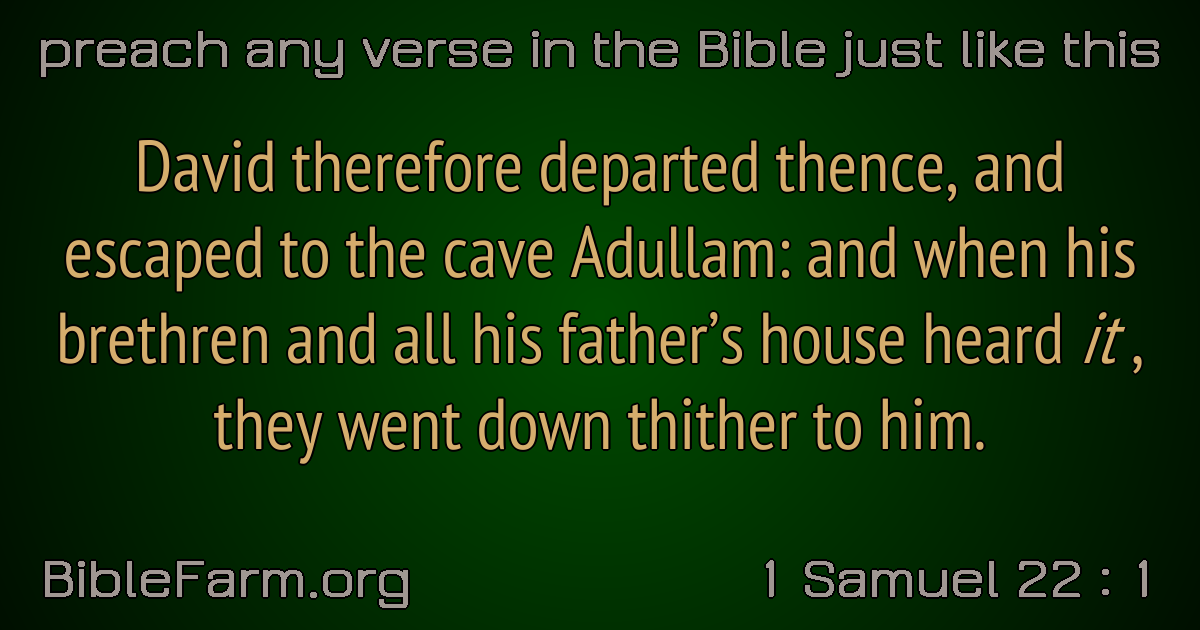 preach any verse in the Bible just like this
David therefore departed thence, and
escaped to the cave Adullam: and when his
brethren and all his father’s house heard it ,
they went down thither to him.
BibleFarm.org
1 Samuel 22 : 1